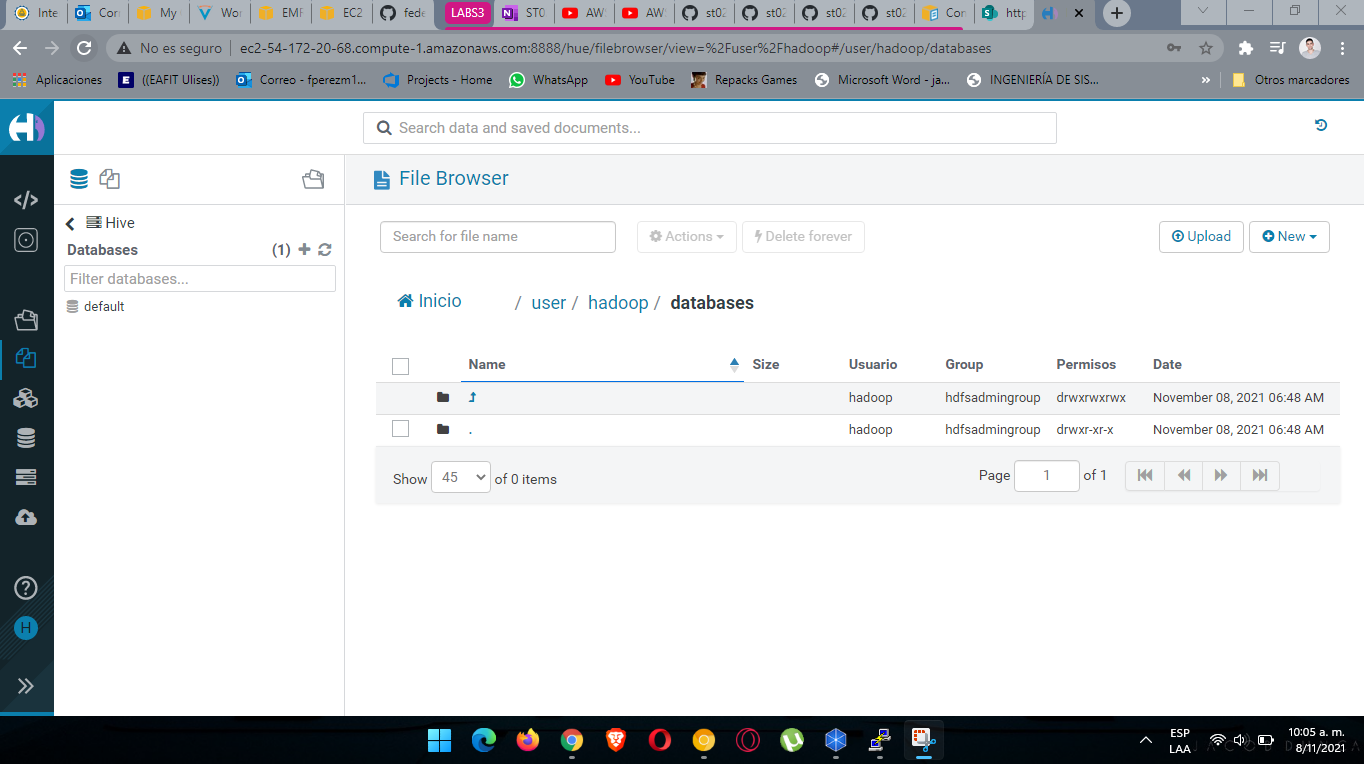 Inte
Corr
My
Wor
EMF
EC2
fede
LABS3
ST0
AW
AW
st02
st02
st02
st02
Cor
http
No es seguro
ec2-54-172-20-68.compute-1.amazonaws.com:8888/hue/filebrowser/view=%2Fuser%2Fhadoop#/user/hadoop/databases
Aplicaciones
((EAFIT Ulises))
Correo - fperezm1...
Projects - Home
WhatsApp
YouTube
Repacks Games
Microsoft Word - ja...
INGENIERÍA DE SIS...
»
Otros marcadores
Search data and saved documents...
File Browser
Hive
Databases (1)
Filter databases...
default
Search for file name
Actions
Delete forever
Upload
New
Inicio / user / hadoop / databases
Name Size Usuario Group Permisos Date
hadoop hdfsadmingroup drwxrwxrwx November 08, 2021 06:48 AM
. hadoop hdfsadmingroup drwxr-xr-x November 08, 2021 06:48 AM
Show 45 of 0 items
Page 1 of 1
H
ESP
LAA
10:05 a. m.
8/11/2021